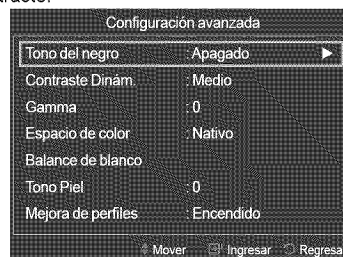 Configuración avanzada
Tono del negro : Apagado
Contraste Dinám. : Medio
Gamma : 0
Espacio de color : Nativo
Balance de blanco
Tono Piel : 0
Mejora de perfiles : Encendido
Mover Ingresar Regresa